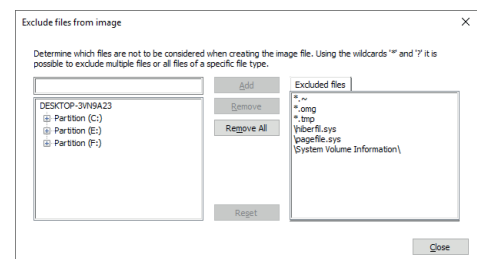 Exclude files from image
Determine which files are not to be considered when creating the image file. Using the wildcards '*' and '?' it is
possible to exclude multiple files or all files of a specific file type.
Add
Excluded files
DESKTOP-3VN9A23
Partition (C:)
Partition (E:)
Partition (F:)
Remove
Remove All
Reset
*.~
*.omg
*.tmp
\hiberfil.sys
\pagefile.sys
\System Volume Information\
Close